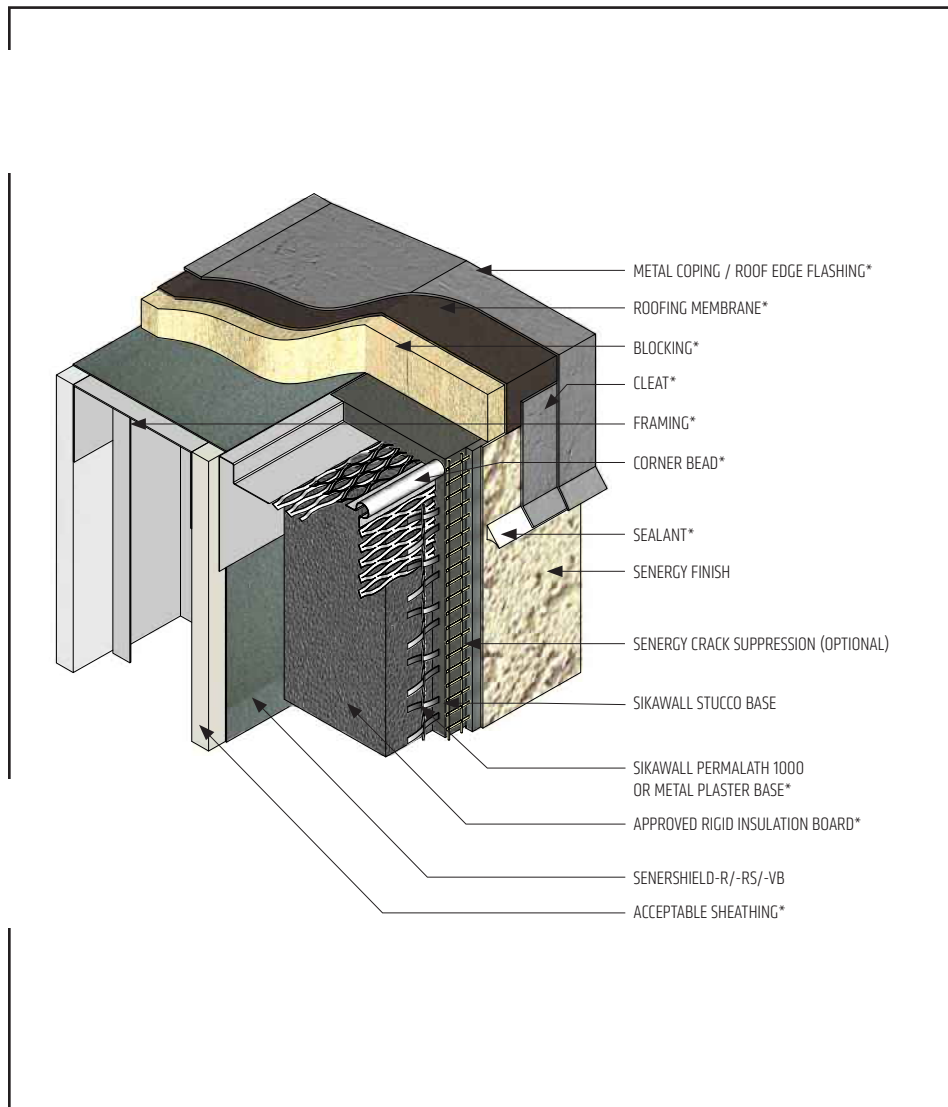 METAL COPING / ROOF EDGE FLASHING*
ROOFING MEMBRANE*
BLOCKING*
CLEAT*
FRAMING*
CORNER BEAD*
SEALANT*
SENERGY FINISH
SENERGY CRACK SUPPRESSION (OPTIONAL)
SIKAWALL STUCCO BASE
SIKAWALL PERMALATH 1000
OR METAL PLASTER BASE*
APPROVED RIGID INSULATION BOARD*
SENERSHIELD-R/-RS/-VB
ACCEPTABLE SHEATHING*